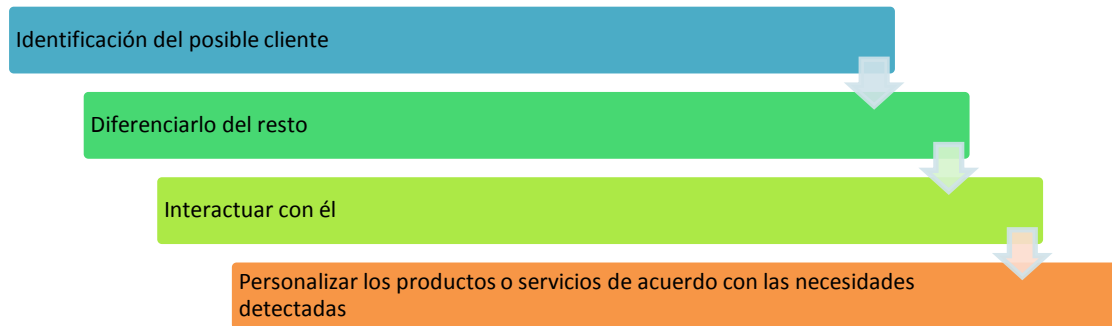 Identificación del posible cliente
Diferenciarlo del resto
Interactuar con él
Personalizar los productos o servicios de acuerdo con las necesidades
detectadas